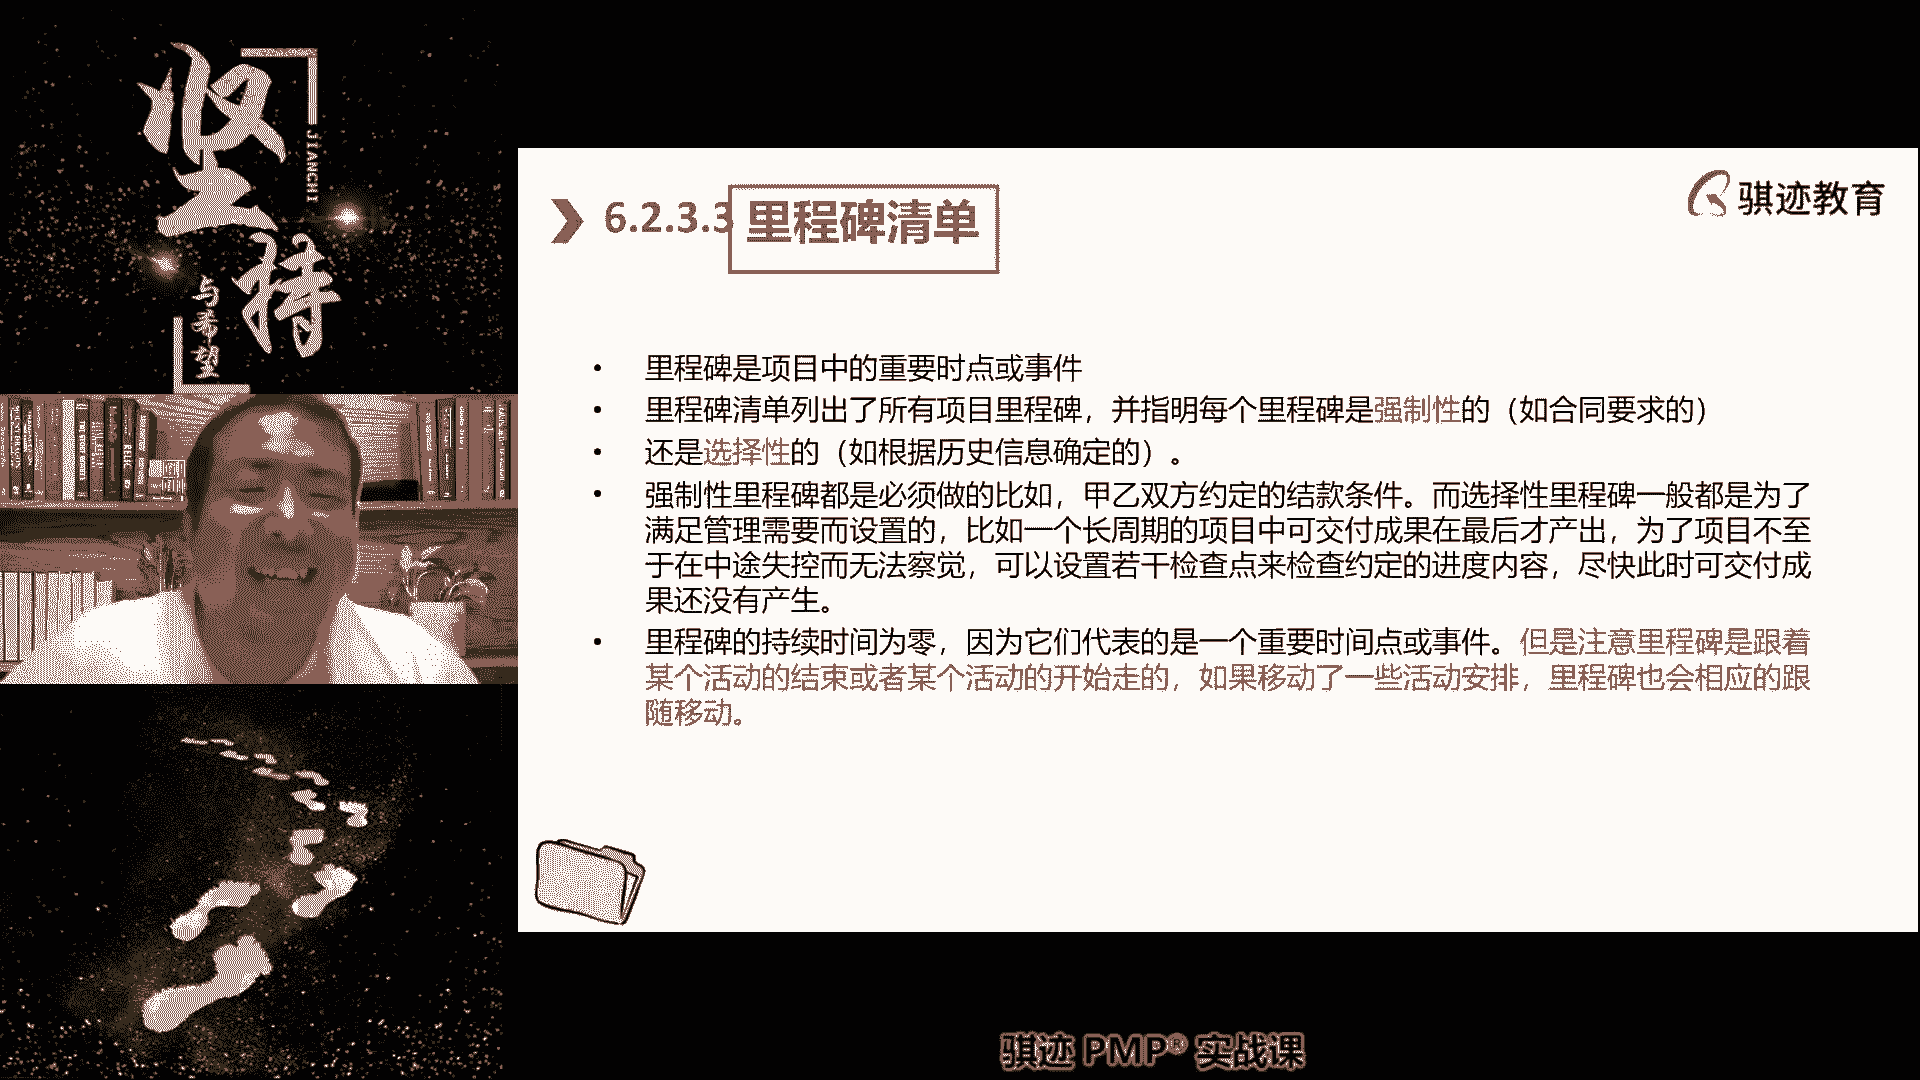 坚持
JIANCHI
与希望
6.2.3.3 里程碑清单
骐迹教育
• 里程碑是项目中的重要时点或事件
• 里程碑清单列出了所有项目里程碑，并指明每个里程碑是强制性的（如合同要求的）
• 还是选择性的（如根据历史信息确定的）。
• 强制性里程碑都是必须做的比如，甲乙双方约定的结款条件。而选择性里程碑一般都是为了
满足管理需要而设置的，比如一个长周期的项目中可交付成果在最后才产出，为了项目不至
于在中途失控而无法察觉，可以设置若干检查点来检查约定的进度内容，尽快此时可交付成
果还没有产生。
• 里程碑的持续时间为零，因为它们代表的是一个重要时间点或事件。但是注意里程碑是跟着
某个活动的结束或者某个活动的开始走的，如果移动了一些活动安排，里程碑也会相应的跟
随移动。
骐迹 PMP® 实战课